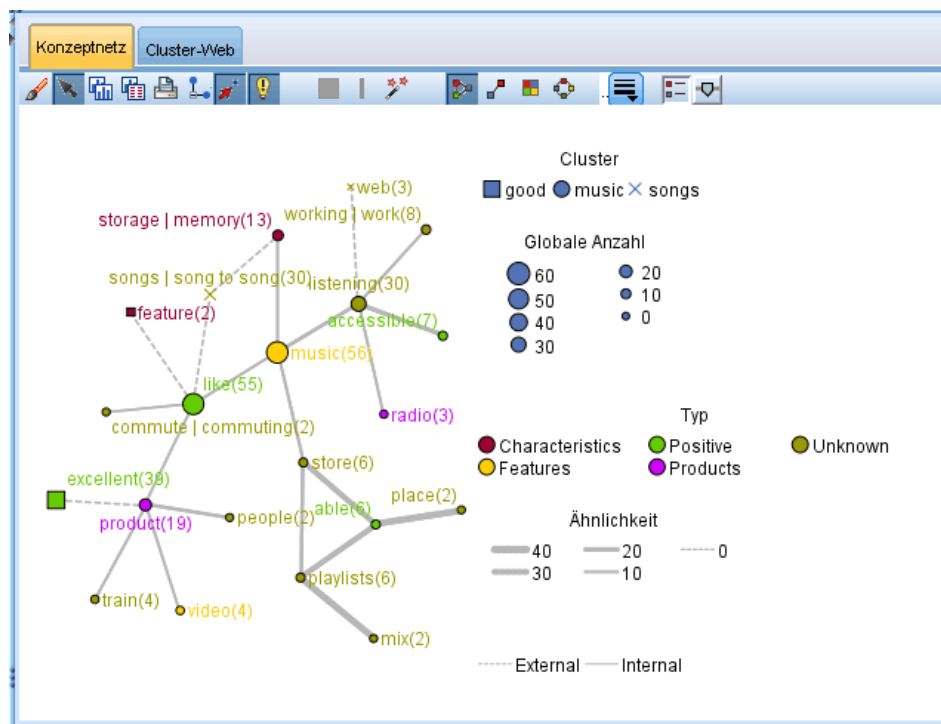 Konzeptnetz
Cluster-Web
Cluster
good
music
songs
web(3)
working | work(8)
storage | memory(13)
songs | song to song(30)
listening(30)
feature(2)
accessible(7)
music(56)
like(55)
radio(3)
commute | commuting(2)
store(6)
excellent(39)
place(2)
able(6)
product(19)
people(2)
playlists(6)
train(4)
video(4)
mix(2)
Globale Anzahl
60
50
40
30
20
10
0
Typ
Characteristics
Positive
Unknown
Features
Products
Ähnlichkeit
40
20
0
30
10
External
Internal